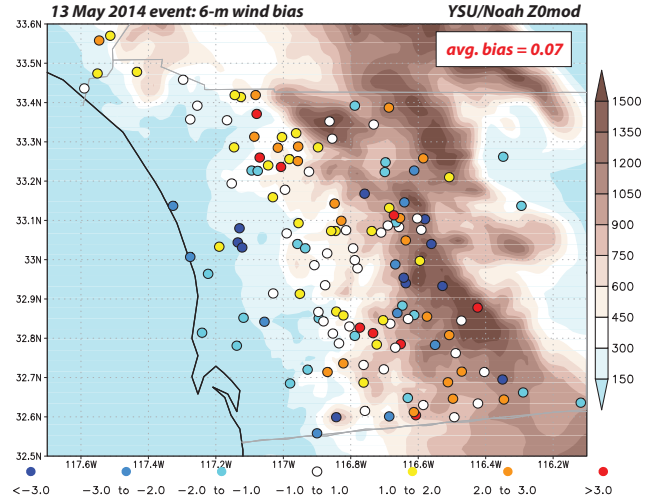 13 May 2014 event: 6-m wind bias
YSU/Noah Z0mod
avg. bias = 0.07
33.6N
33.5N
33.4N
33.3N
33.2N
33.1N
33N
32.9N
32.8N
32.7N
32.6N
32.5N
117.6W
117.4W
117.2W
117W
116.8W
116.6W
116.4W
116.2W
1500
1350
1200
1050
900
750
600
450
300
150
<−3.0
−3.0 to −2.0
−2.0 to −1.0
−1.0 to 1.0
1.0 to 2.0
2.0 to 3.0
>3.0